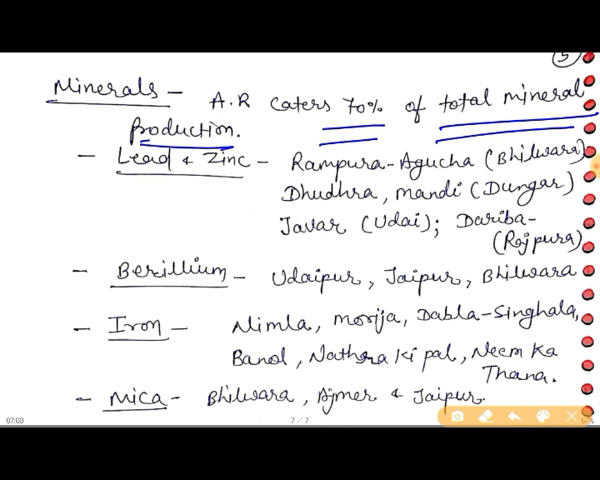 5
Minerals - A.R caters 70% of total mineral
production.
- Lead & Zinc - Rampura-Agucha (Bhilwara)
Dhudhra, mandi (Dungar)
Javar (Udai); Dariba-
(Rajpura)
- Berillium - Udaipur, Jaipur, Bhilwara
- Iron - Nimla, morija, Dabla-Singhala,
Banol, Nathra ki pal, Neem Ka
Thana.
- Mica - Bhilwara, Ajmer & Jaipur.
07:00
7/7